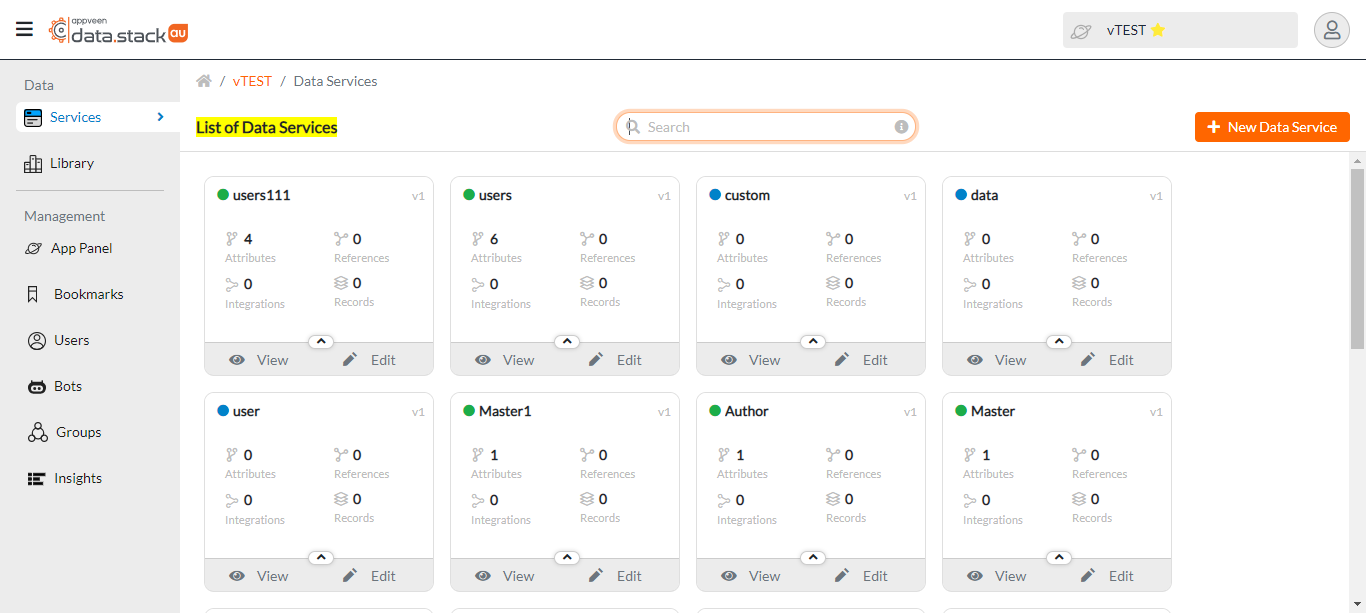 appveen
data.stack au
vTEST
Data
Services
Library
Management
App Panel
Bookmarks
Users
Bots
Groups
Insights
/ vTEST / Data Services
List of Data Services
Search
New Data Service
users111 v1
4 Attributes
0 References
0 Integrations
0 Records
View Edit
users v1
6 Attributes
0 References
0 Integrations
0 Records
View Edit
custom v1
0 Attributes
0 References
0 Integrations
0 Records
View Edit
data v1
0 Attributes
0 References
0 Integrations
0 Records
View Edit
user v1
0 Attributes
0 References
0 Integrations
0 Records
View Edit
Master1 v1
1 Attributes
0 References
0 Integrations
0 Records
View Edit
Author v1
1 Attributes
0 References
0 Integrations
0 Records
View Edit
Master v1
1 Attributes
0 References
0 Integrations
0 Records
View Edit